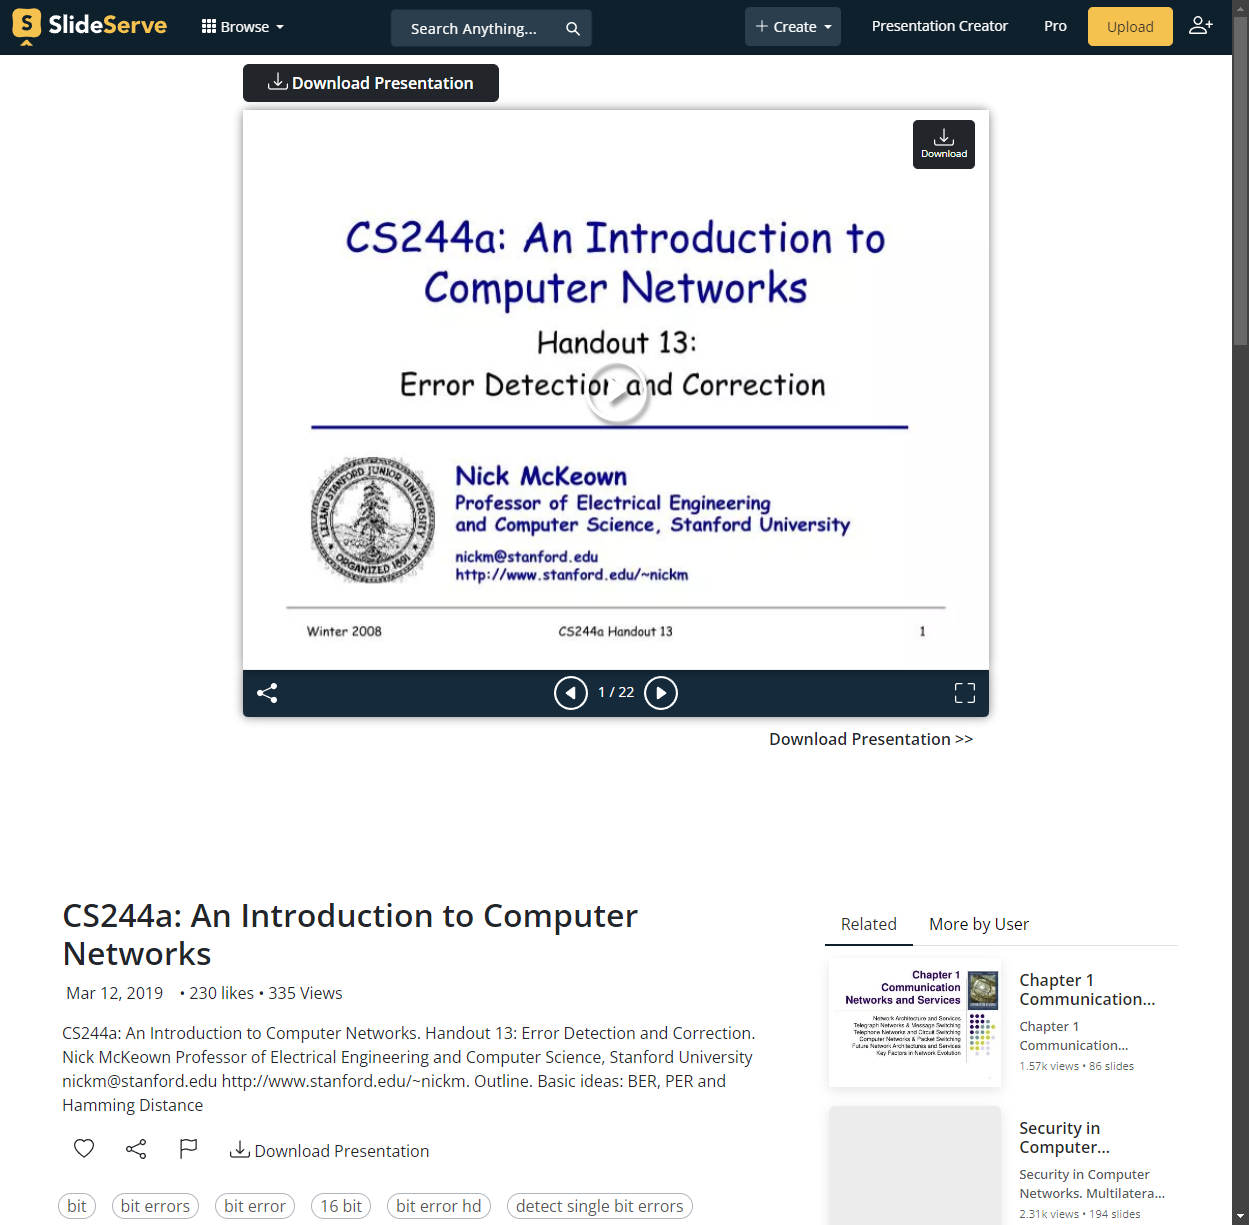 SlideServe
Browse
Search Anything...
Create
Presentation Creator
Pro
Upload
Download Presentation
Download
CS244a: An Introduction to
Computer Networks
Handout 13:
Error Detection and Correction
LELAND STANFORD JUNIOR UNIVERSITY
ORGANIZED 1891
Nick McKeown
Professor of Electrical Engineering
and Computer Science, Stanford University
nickm@stanford.edu
http://www.stanford.edu/~nickm
Winter 2008
CS244a Handout 13
1
1 / 22
Download Presentation >>
CS244a: An Introduction to Computer
Networks
Mar 12, 2019 • 230 likes • 335 Views
CS244a: An Introduction to Computer Networks. Handout 13: Error Detection and Correction.
Nick McKeown Professor of Electrical Engineering and Computer Science, Stanford University
nickm@stanford.edu http://www.stanford.edu/~nickm. Outline. Basic ideas: BER, PER and
Hamming Distance
Download Presentation
bit
bit errors
bit error
16 bit
bit error hd
detect single bit errors
Related
More by User
Chapter 1
Communication
Networks and Services
Network Architecture and Services
Telegraph Networks & Message Switching
Telephone Networks and Circuit Switching
Computer Networks & Packet Switching
Future Network Architectures and Services
Key Factors in Network Evolution
Chapter 1
Communication...
Chapter 1
Communication...
1.57k views • 86 slides
Security in
Computer...
Security in Computer
Networks. Multilatera...
2.31k views • 194 slides